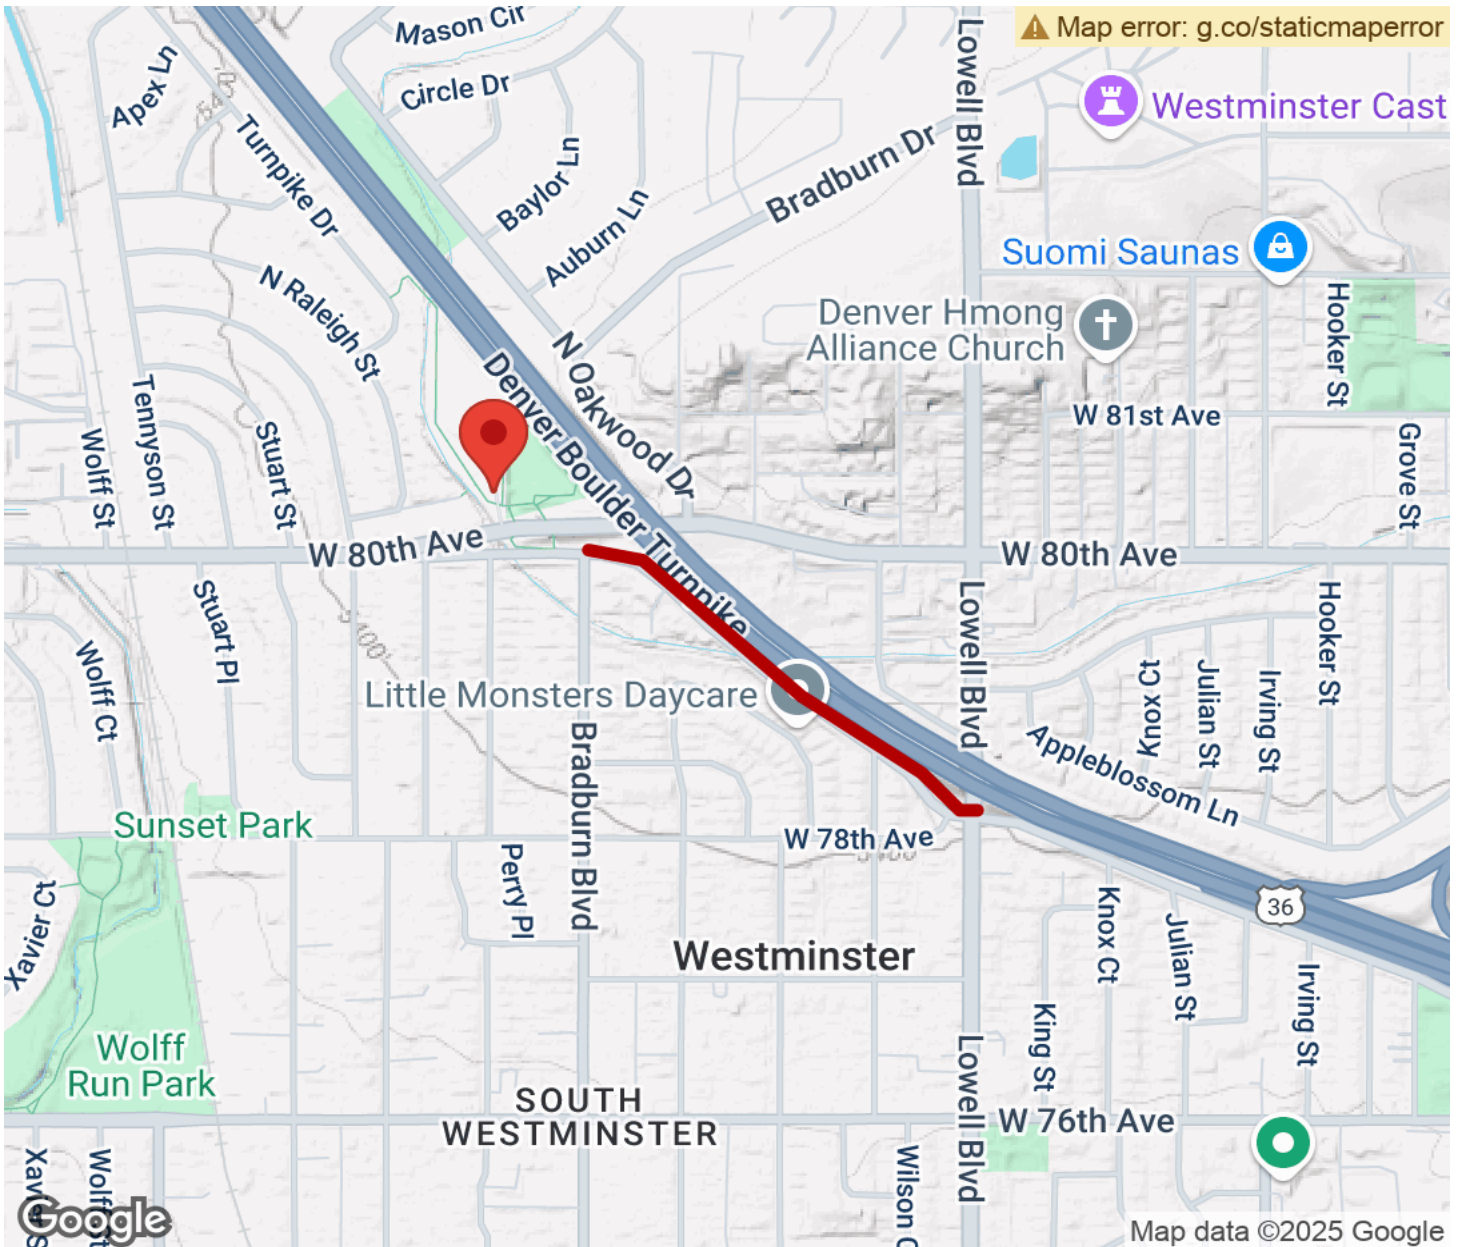 Mason Cir
Map error: g.co/staticmaperror
Apex Ln
Circle Dr
Lowell Blvd
Westminster Cast
Turnpike Dr
Baylor Ln
Bradburn Dr
Auburn Ln
Suomi Saunas
N Raleigh St
Denver Hmong
Alliance Church
Hooker St
N Oakwood Dr
Denver Boulder Turnpike
Tennyson St
W 81st Ave
Wolff St
Stuart St
Grove St
W 80th Ave
W 80th Ave
Stuart Pl
5400'
Lowell Blvd
Hooker St
Wolff Ct
Little Monsters Daycare
Knox Ct
Julian St
Irving St
Bradburn Blvd
Appleblossom Ln
Sunset Park
W 78th Ave
Perry Pl
Xavier Ct
36
Knox Ct
Julian St
Westminster
Irving St
King St
Wolff
Run Park
Lowell Blvd
SOUTH
WESTMINSTER
W 76th Ave
Wolff St
Wilson C
Google
Map data ©2025 Google